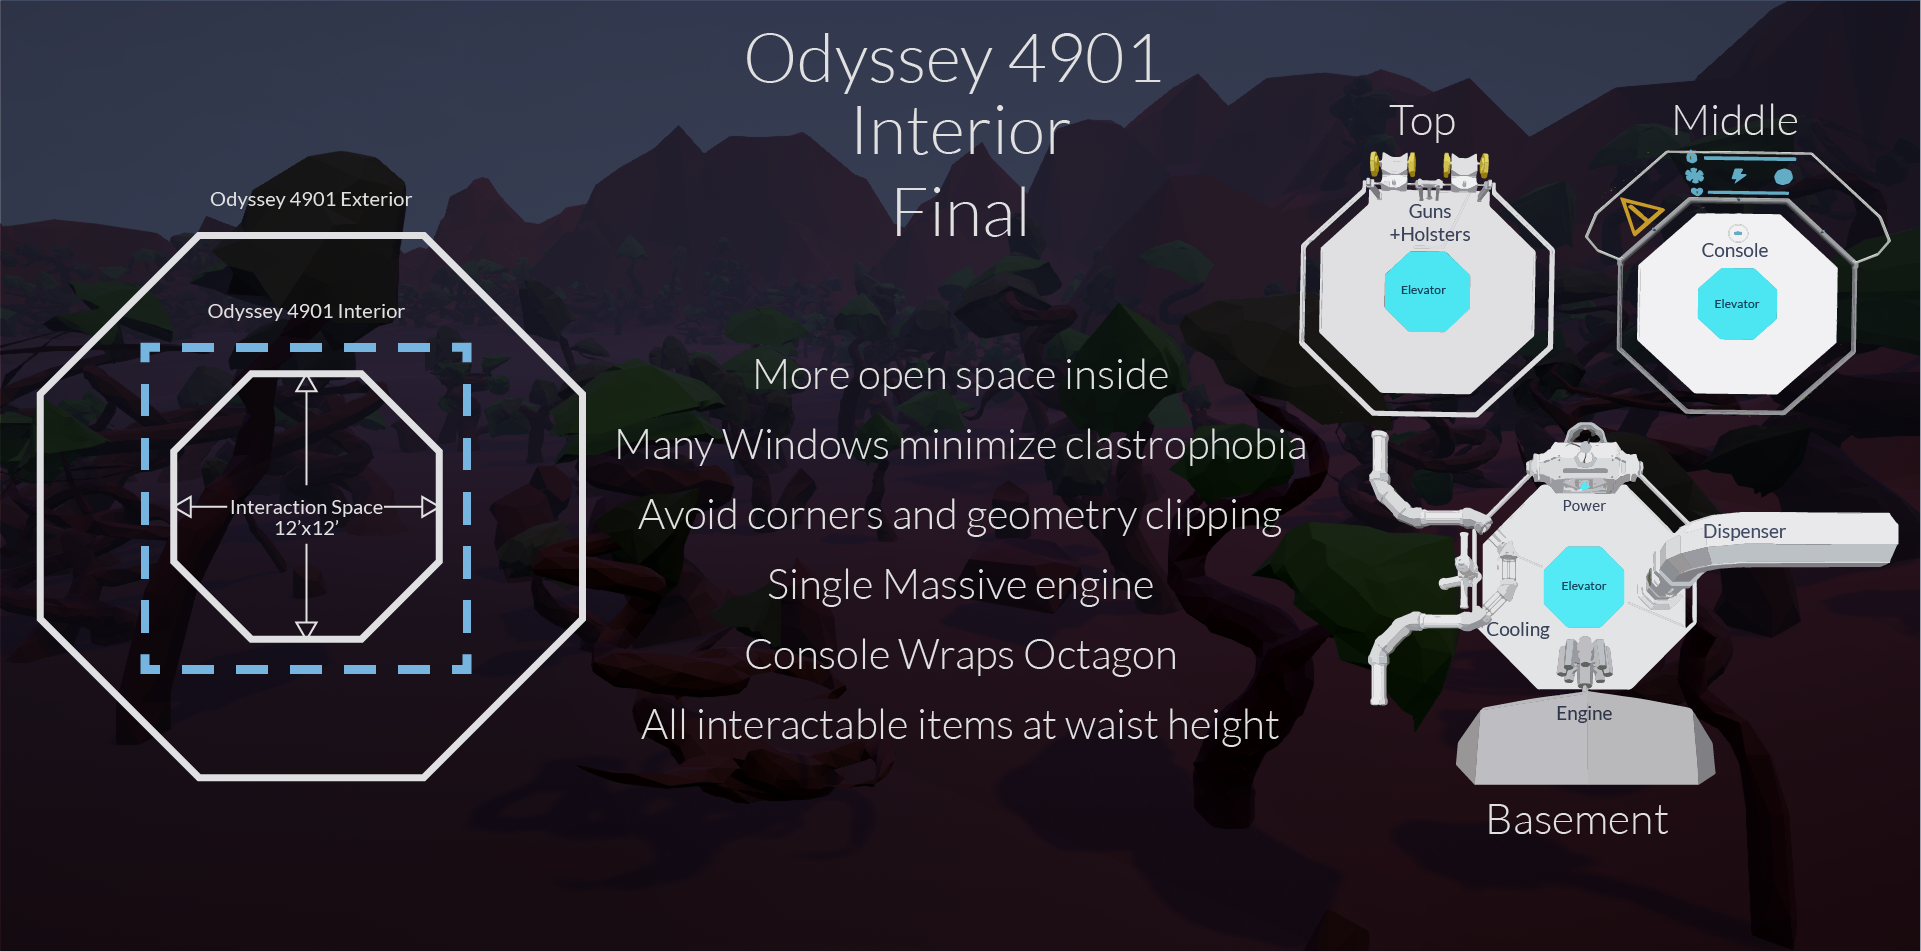 Odyssey 4901
Interior
Final
Odyssey 4901 Exterior
Odyssey 4901 Interior
Interaction Space
12'x12'
More open space inside
Many Windows minimize clastrophobia
Avoid corners and geometry clipping
Single Massive engine
Console Wraps Octagon
All interactable items at waist height
Top
Guns
+Holsters
Elevator
Middle
Console
Elevator
Power
Dispenser
Elevator
Cooling
Engine
Basement